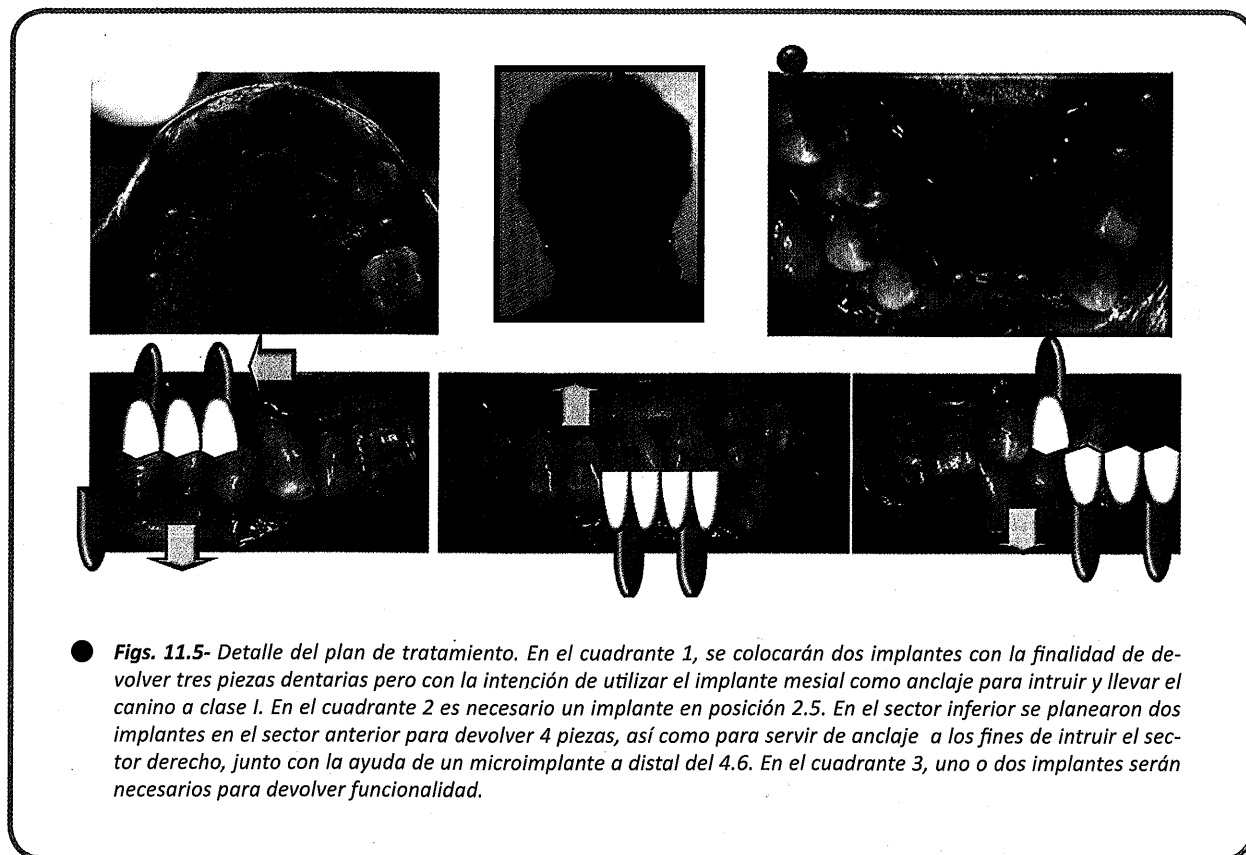 Figs. 11.5- Detalle del plan de tratamiento. En el cuadrante 1, se colocarán dos implantes con la finalidad de de-
volver tres piezas dentarias pero con la intención de utilizar el implante mesial como anclaje para intruir y llevar el
canino a clase I. En el cuadrante 2 es necesario un implante en posición 2.5. En el sector inferior se planearon dos
implantes en el sector anterior para devolver 4 piezas, así como para servir de anclaje a los fines de intruir el sec-
tor derecho, junto con la ayuda de un microimplante a distal del 4.6. En el cuadrante 3, uno o dos implantes serán
necesarios para devolver funcionalidad.